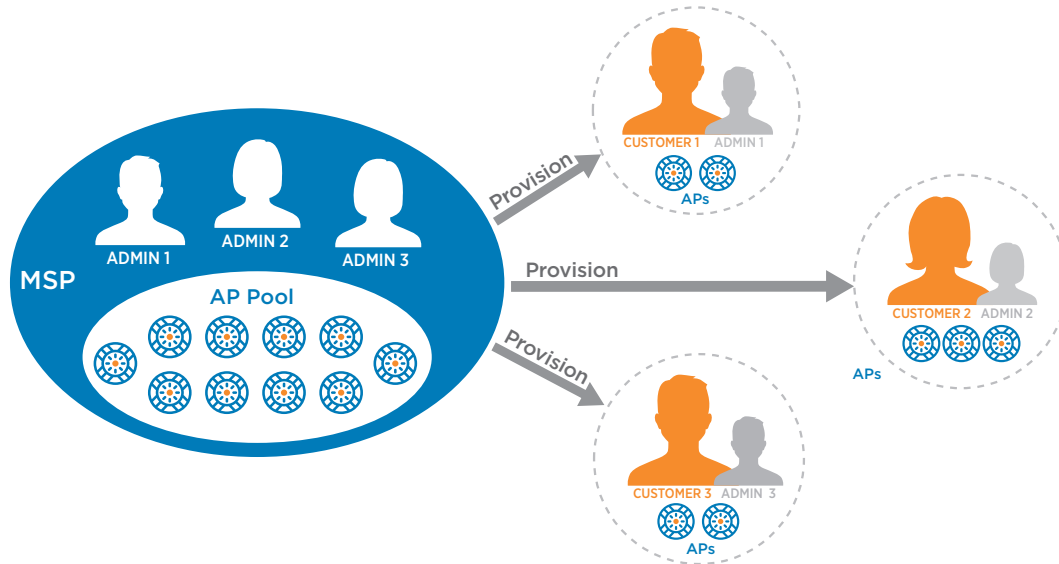 MSP
ADMIN 1
ADMIN 2
ADMIN 3
AP Pool
Provision
CUSTOMER 1 ADMIN 1
APs
Provision
CUSTOMER 2 ADMIN 2
APs
Provision
CUSTOMER 3 ADMIN 3
APs